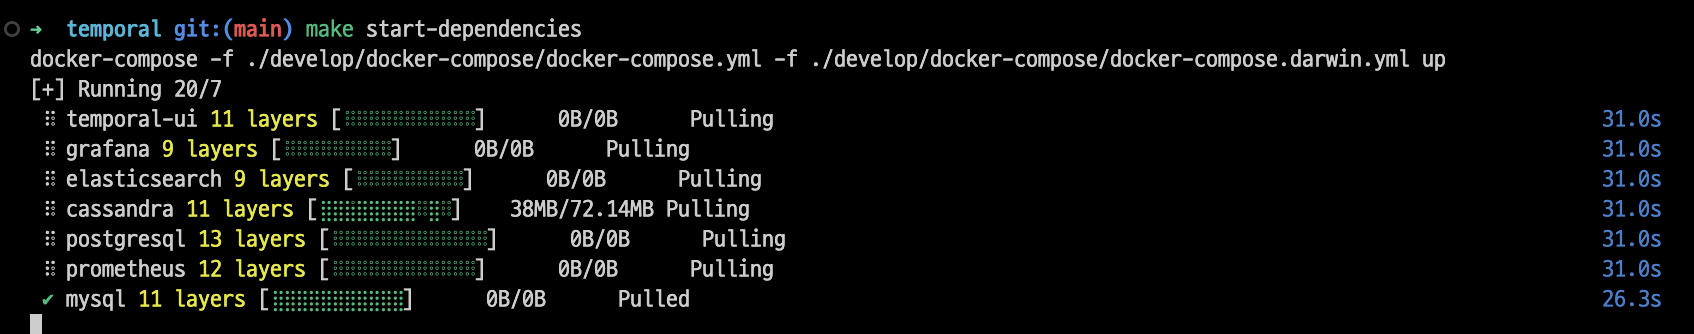 ➜ temporal git:(main) make start-dependencies
docker-compose -f ./develop/docker-compose/docker-compose.yml -f ./develop/docker-compose/docker-compose.darwin.yml up
[+] Running 20/7
⠿ temporal-ui 11 layers [⣀⣀⣀⣀⣀⣀⣀⣀⣀⣀⣀] 0B/0B Pulling 31.0s
⠿ grafana 9 layers [⣀⣀⣀⣀⣀⣀⣀⣀⣀] 0B/0B Pulling 31.0s
⠿ elasticsearch 9 layers [⣀⣀⣀⣀⣀⣀⣀⣀⣀] 0B/0B Pulling 31.0s
⠿ cassandra 11 layers [⣿⣿⣿⣿⣿⣿⣿⣿⣀⣿⣀] 38MB/72.14MB Pulling 31.0s
⠿ postgresql 13 layers [⣀⣀⣀⣀⣀⣀⣀⣀⣀⣀⣀⣀⣀] 0B/0B Pulling 31.0s
⠿ prometheus 12 layers [⣀⣀⣀⣀⣀⣀⣀⣀⣀⣀⣀⣀] 0B/0B Pulling 31.0s
✔ mysql 11 layers [⣿⣿⣿⣿⣿⣿⣿⣿⣿⣿⣿] 0B/0B Pulled 26.3s